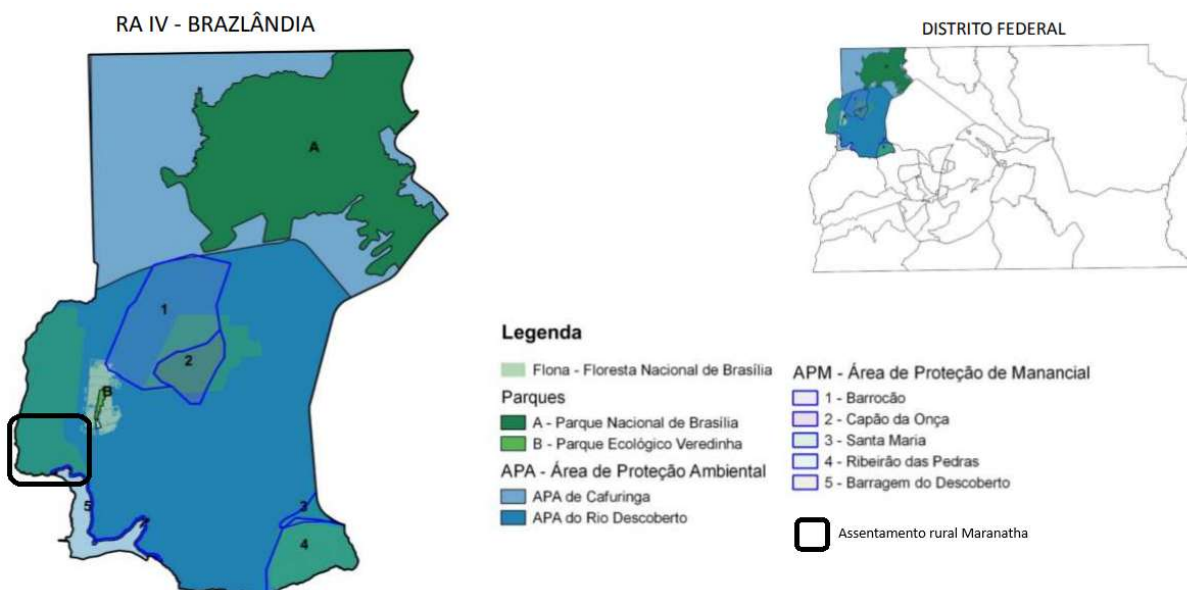 RA IV - BRAZLÂNDIA
DISTRITO FEDERAL
A
1
2
B
5
3
4
Legenda
Flona - Floresta Nacional de Brasília
Parques
A - Parque Nacional de Brasília
B - Parque Ecológico Veredinha
APA - Área de Proteção Ambiental
APA de Cafuringa
APA do Rio Descoberto
APM - Área de Proteção de Manancial
1 - Barrocão
2 - Capão da Onça
3 - Santa Maria
4 - Ribeirão das Pedras
5 - Barragem do Descoberto
Assentamento rural Maranatha